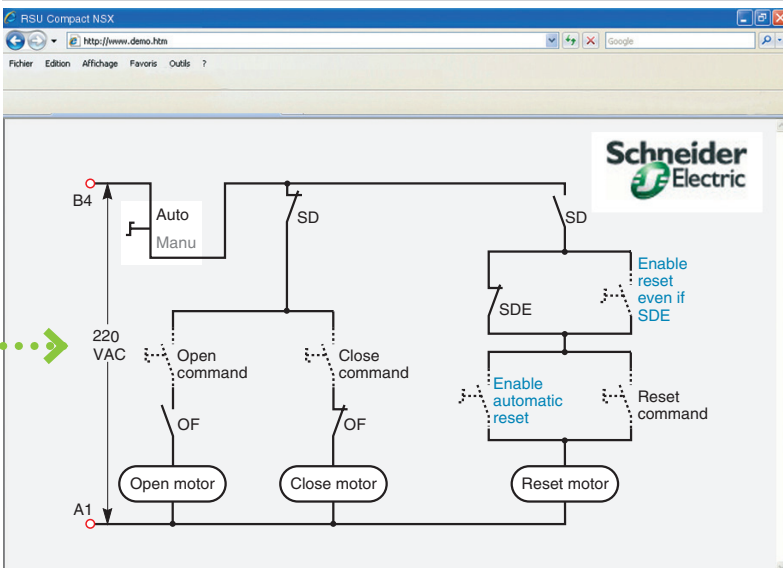 RSU Compact NSX
http://www.demo.htm
Google
Fichier Edition Affichage Favoris Outils ?
Schneider
Electric
B4
Auto
Manu
SD
SD
Enable
reset
even if
SDE
SDE
220
VAC
Open
command
Close
command
Enable
automatic
reset
Reset
command
OF
OF
Open motor
Close motor
Reset motor
A1